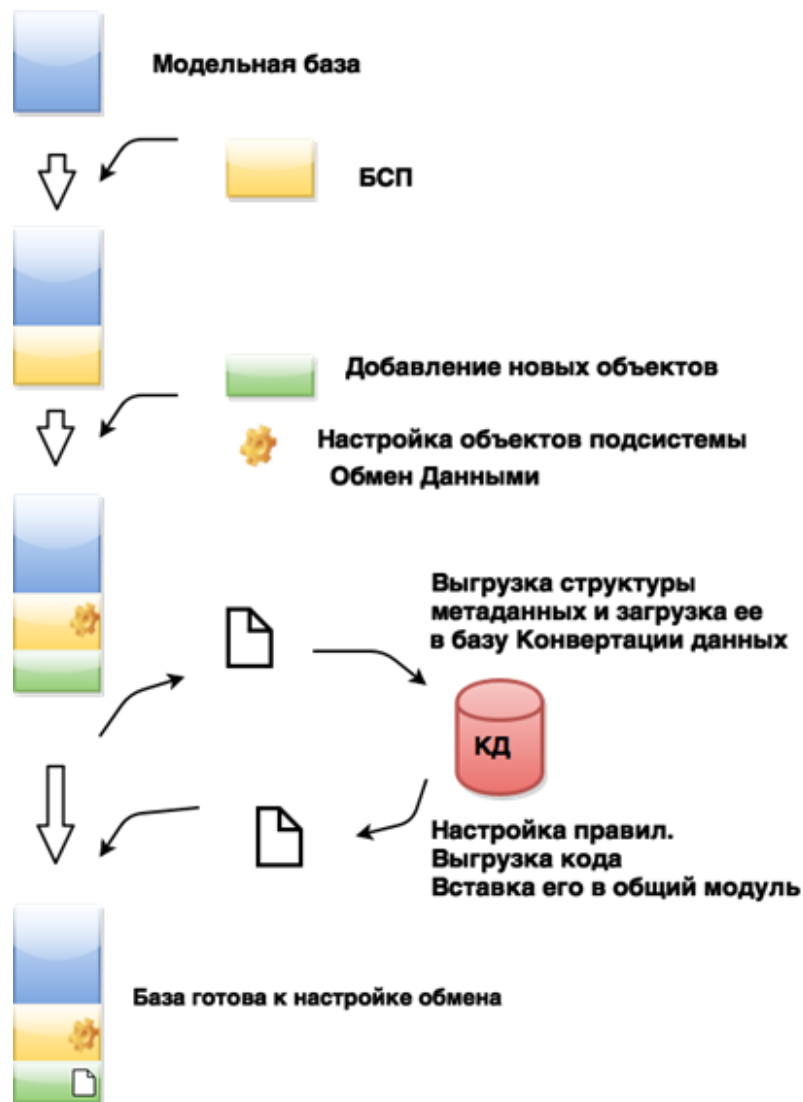 Модельная база
БСП
Добавление новых объектов
Настройка объектов подсистемы
Обмен Данными
Выгрузка структуры
метаданных и загрузка ее
в базу Конвертации данных
КД
Настройка правил.
Выгрузка кода
Вставка его в общий модуль
База готова к настройке обмена